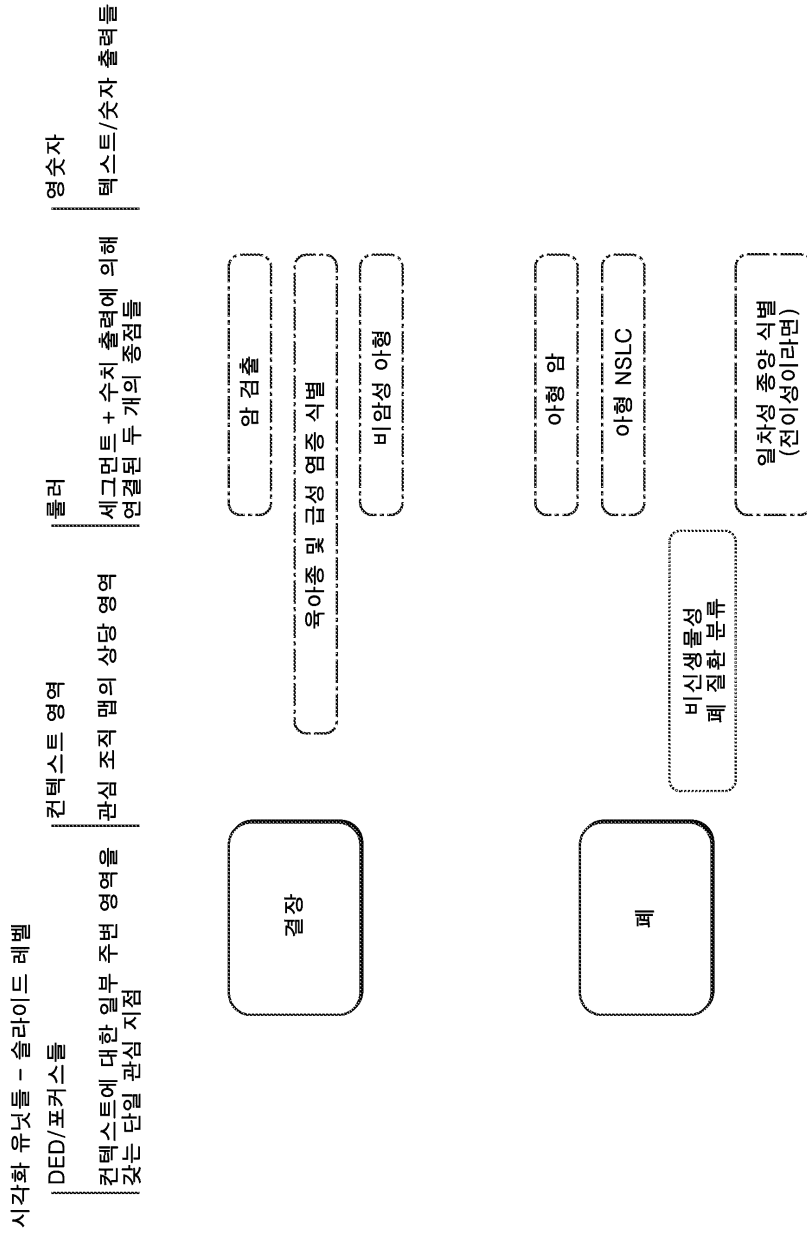 시각화 유닛들 - 슬라이드 레벨
DED/포커스들
컨텍스트에 대한 일부 주변 영역을
갖는 단일 관심 지점
컨텍스트 영역
관심 조직 맵의 상당 영역
룰러
세그먼트 + 수치 출력에 의해
연결된 두 개의 종점들
영숫자
텍스트/숫자 출력들
결장
암 검출
육아종 및 급성 염증 식별
비암성 아형
폐
아형 암
아형 NSLC
비신생물성
폐 질환 분류
일차성 종양 식별
(전이성이라면)